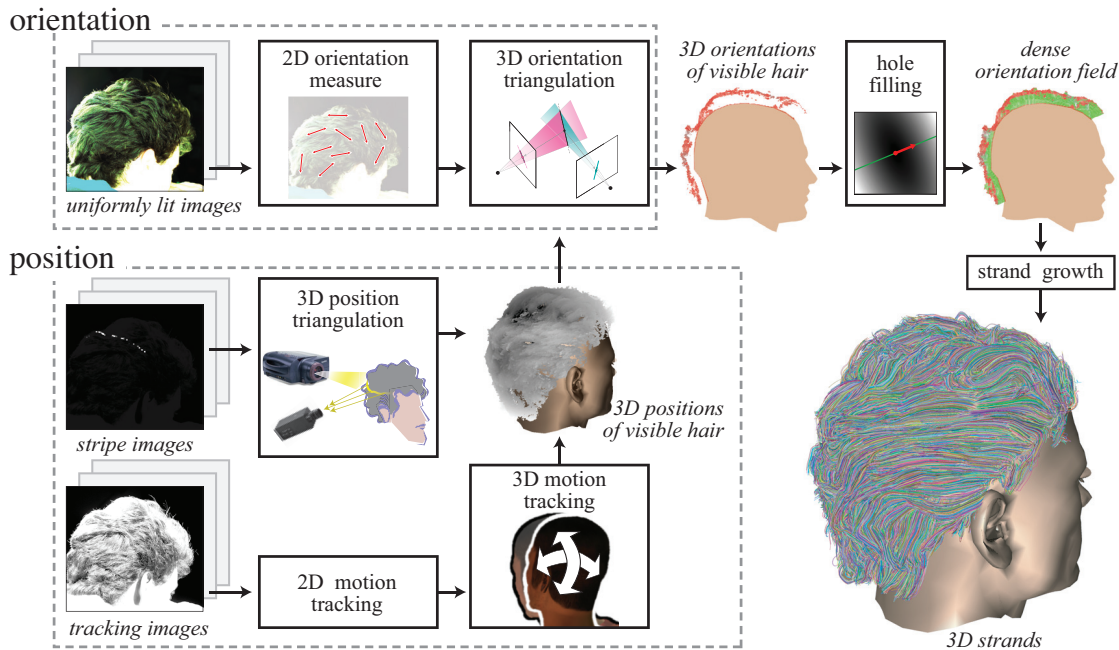 orientation
2D orientation
measure
3D orientation
triangulation
3D orientations
of visible hair
hole
filling
dense
orientation field
uniformly lit images
position
strand growth
3D position
triangulation
stripe images
3D positions
of visible hair
3D motion
tracking
2D motion
tracking
tracking images
3D strands